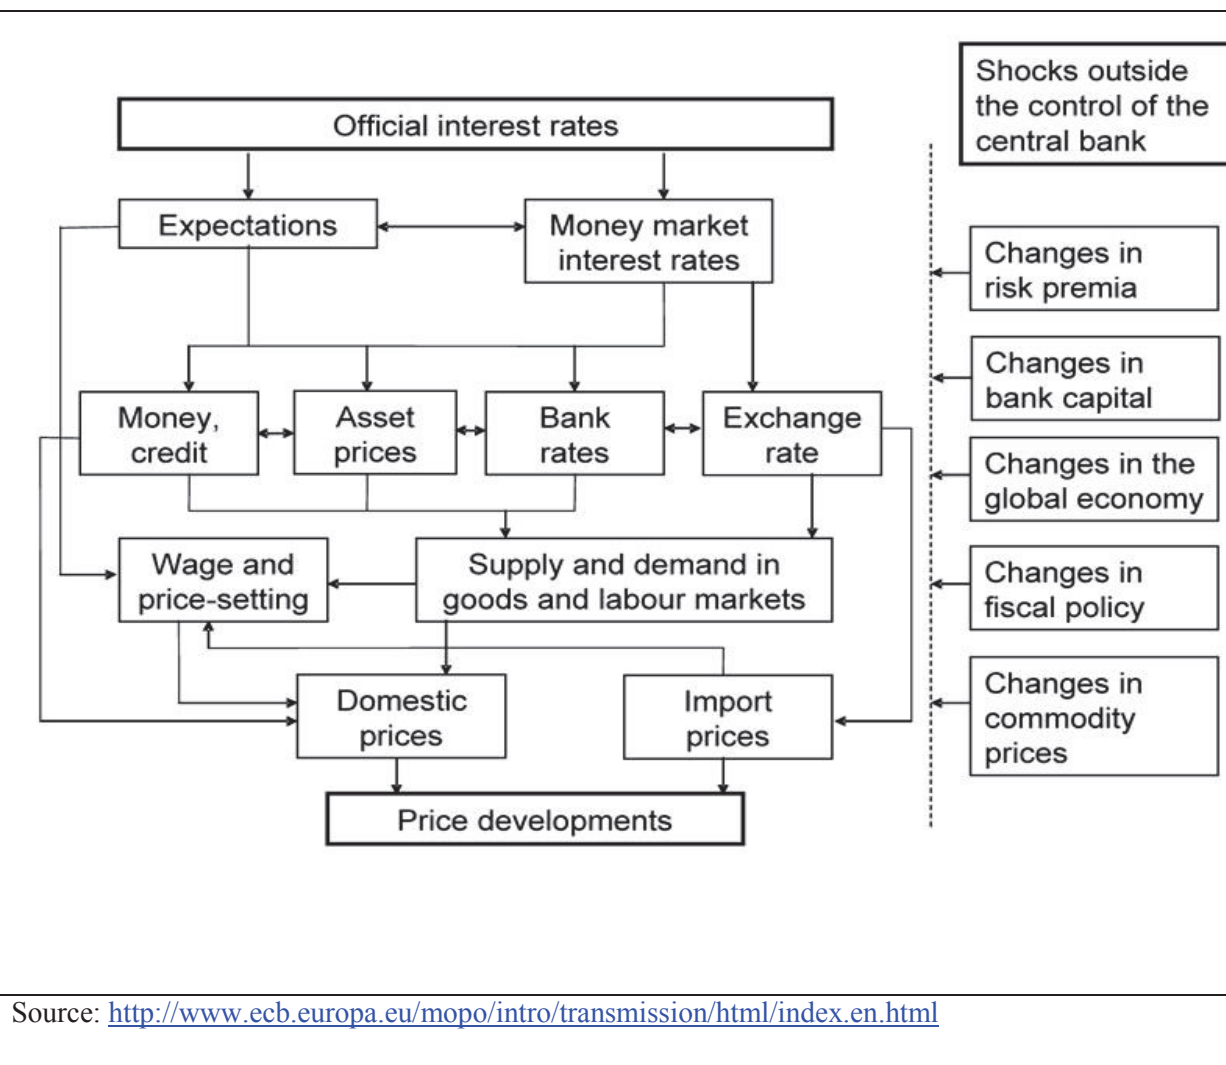 Shocks outside
the control of the
central bank
Official interest rates
Expectations
Money market
interest rates
Changes in
risk premia
Changes in
bank capital
Money,
credit
Asset
prices
Bank
rates
Exchange
rate
Changes in the
global economy
Wage and
price-setting
Supply and demand in
goods and labour markets
Changes in
fiscal policy
Domestic
prices
Import
prices
Changes in
commodity
prices
Price developments
Source: http://www.ecb.europa.eu/mopo/intro/transmission/html/index.en.html